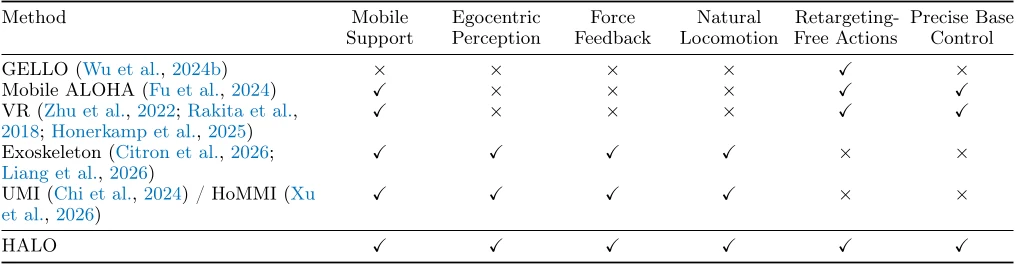 Method Mobile Support Egocentric Perception Force Feedback Natural Locomotion Retargeting-Free Actions Precise Base Control
GELLO (Wu et al., 2024b) × × × × ✓ ×
Mobile ALOHA (Fu et al., 2024) ✓ × × × ✓ ✓
VR (Zhu et al., 2022; Rakita et al., ✓ × × × ✓ ✓
2018; Honerkamp et al., 2025)
Exoskeleton (Citron et al., 2026; ✓ ✓ ✓ ✓ × ×
Liang et al., 2026)
UMI (Chi et al., 2024) / HoMMI (Xu ✓ ✓ ✓ ✓ × ×
et al., 2026)
HALO ✓ ✓ ✓ ✓ ✓ ✓